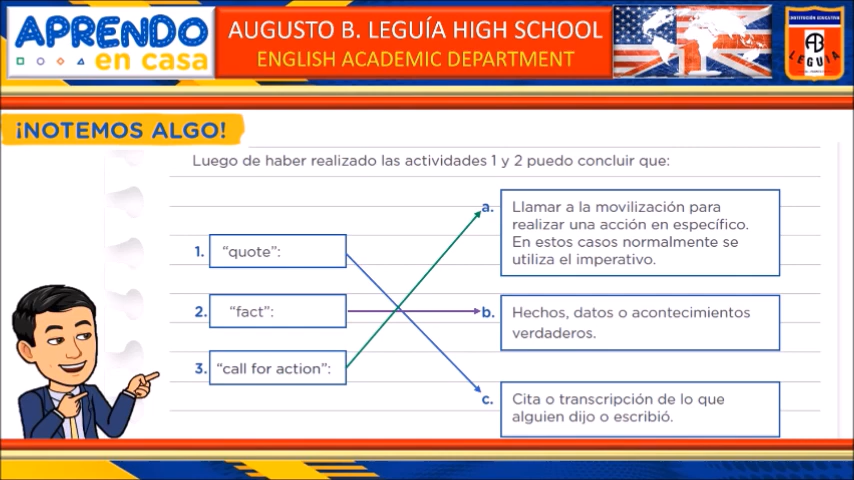 APRENDO
en casa
AUGUSTO B. LEGUÍA HIGH SCHOOL
ENGLISH ACADEMIC DEPARTMENT
INSTITUCIÓN EDUCATIVA
AB
LEGUIA
¡NOTEMOS ALGO!
Luego de haber realizado las actividades 1 y 2 puedo concluir que:
1. “quote”:
2. “fact”:
3. “call for action”:
a. Llamar a la movilización para
realizar una acción en específico.
En estos casos normalmente se
utiliza el imperativo.
b. Hechos, datos o acontecimientos
verdaderos.
c. Cita o transcripción de lo que
alguien dijo o escribió.